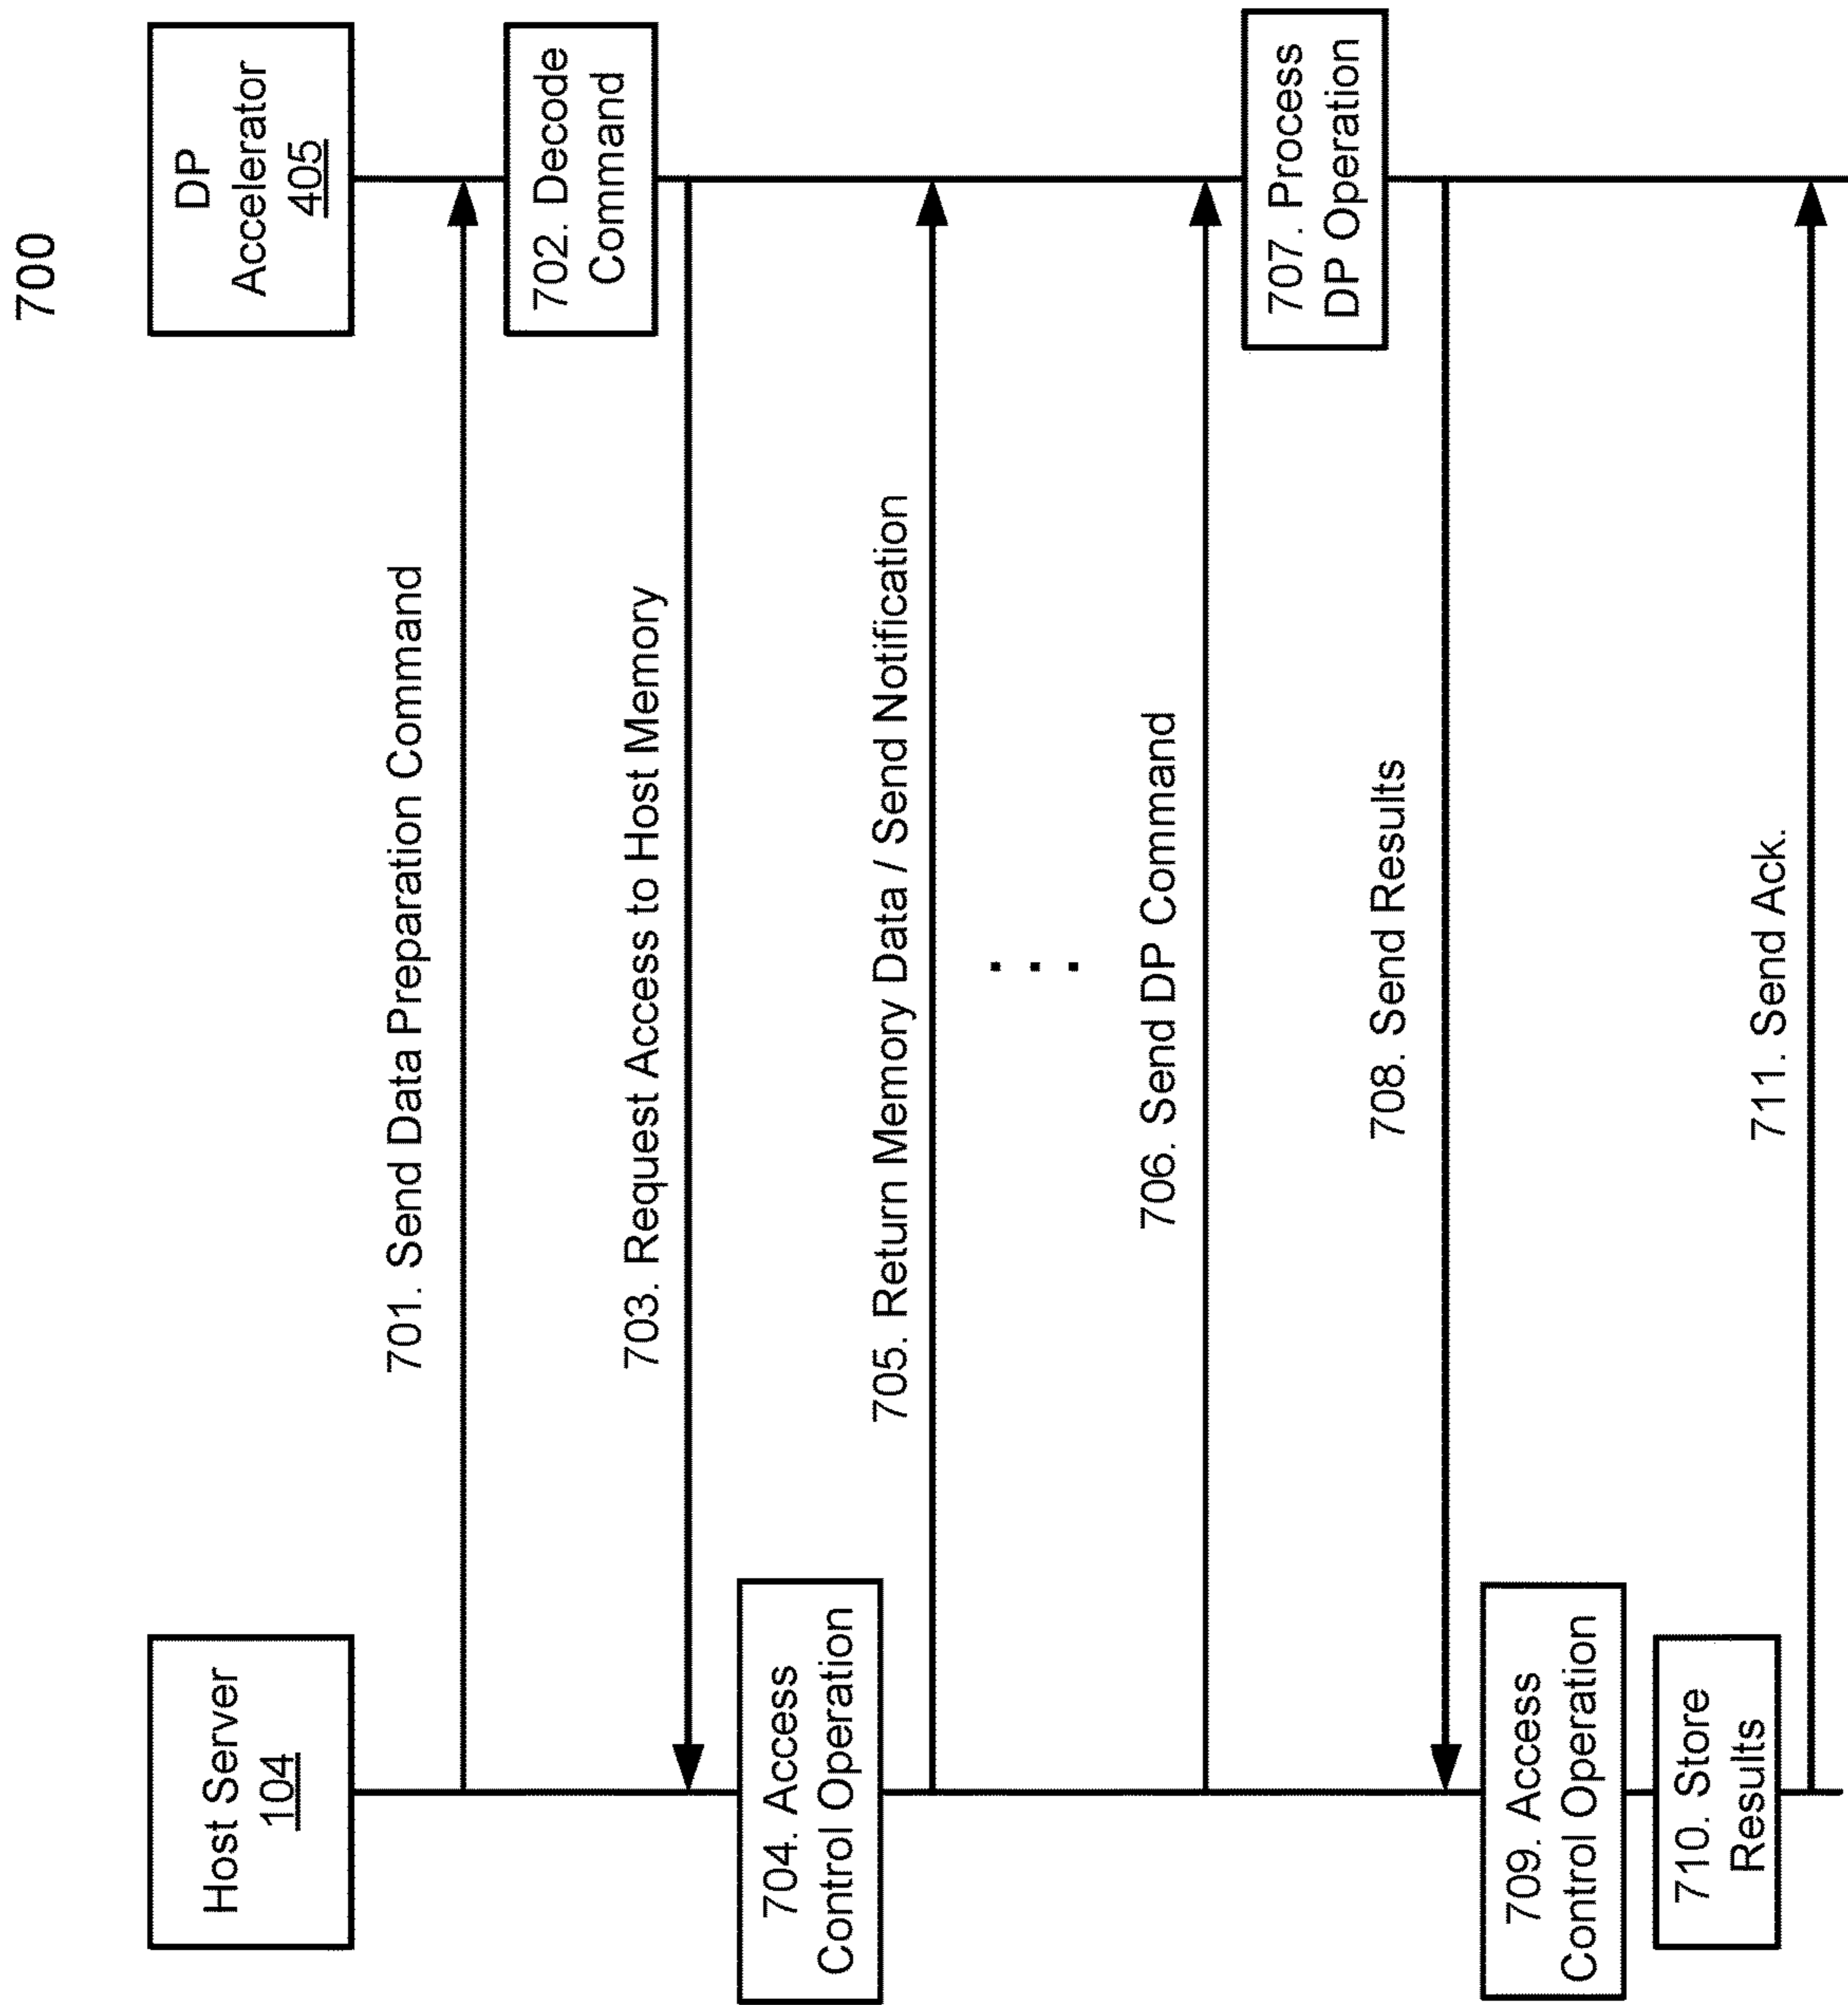 700
Host Server
104
DP
Accelerator
405
701. Send Data Preparation Command
702. Decode
Command
703. Request Access to Host Memory
704. Access
Control Operation
705. Return Memory Data / Send Notification
. . .
706. Send DP Command
707. Process
DP Operation
708. Send Results
709. Access
Control Operation
710. Store
Results
711. Send Ack.